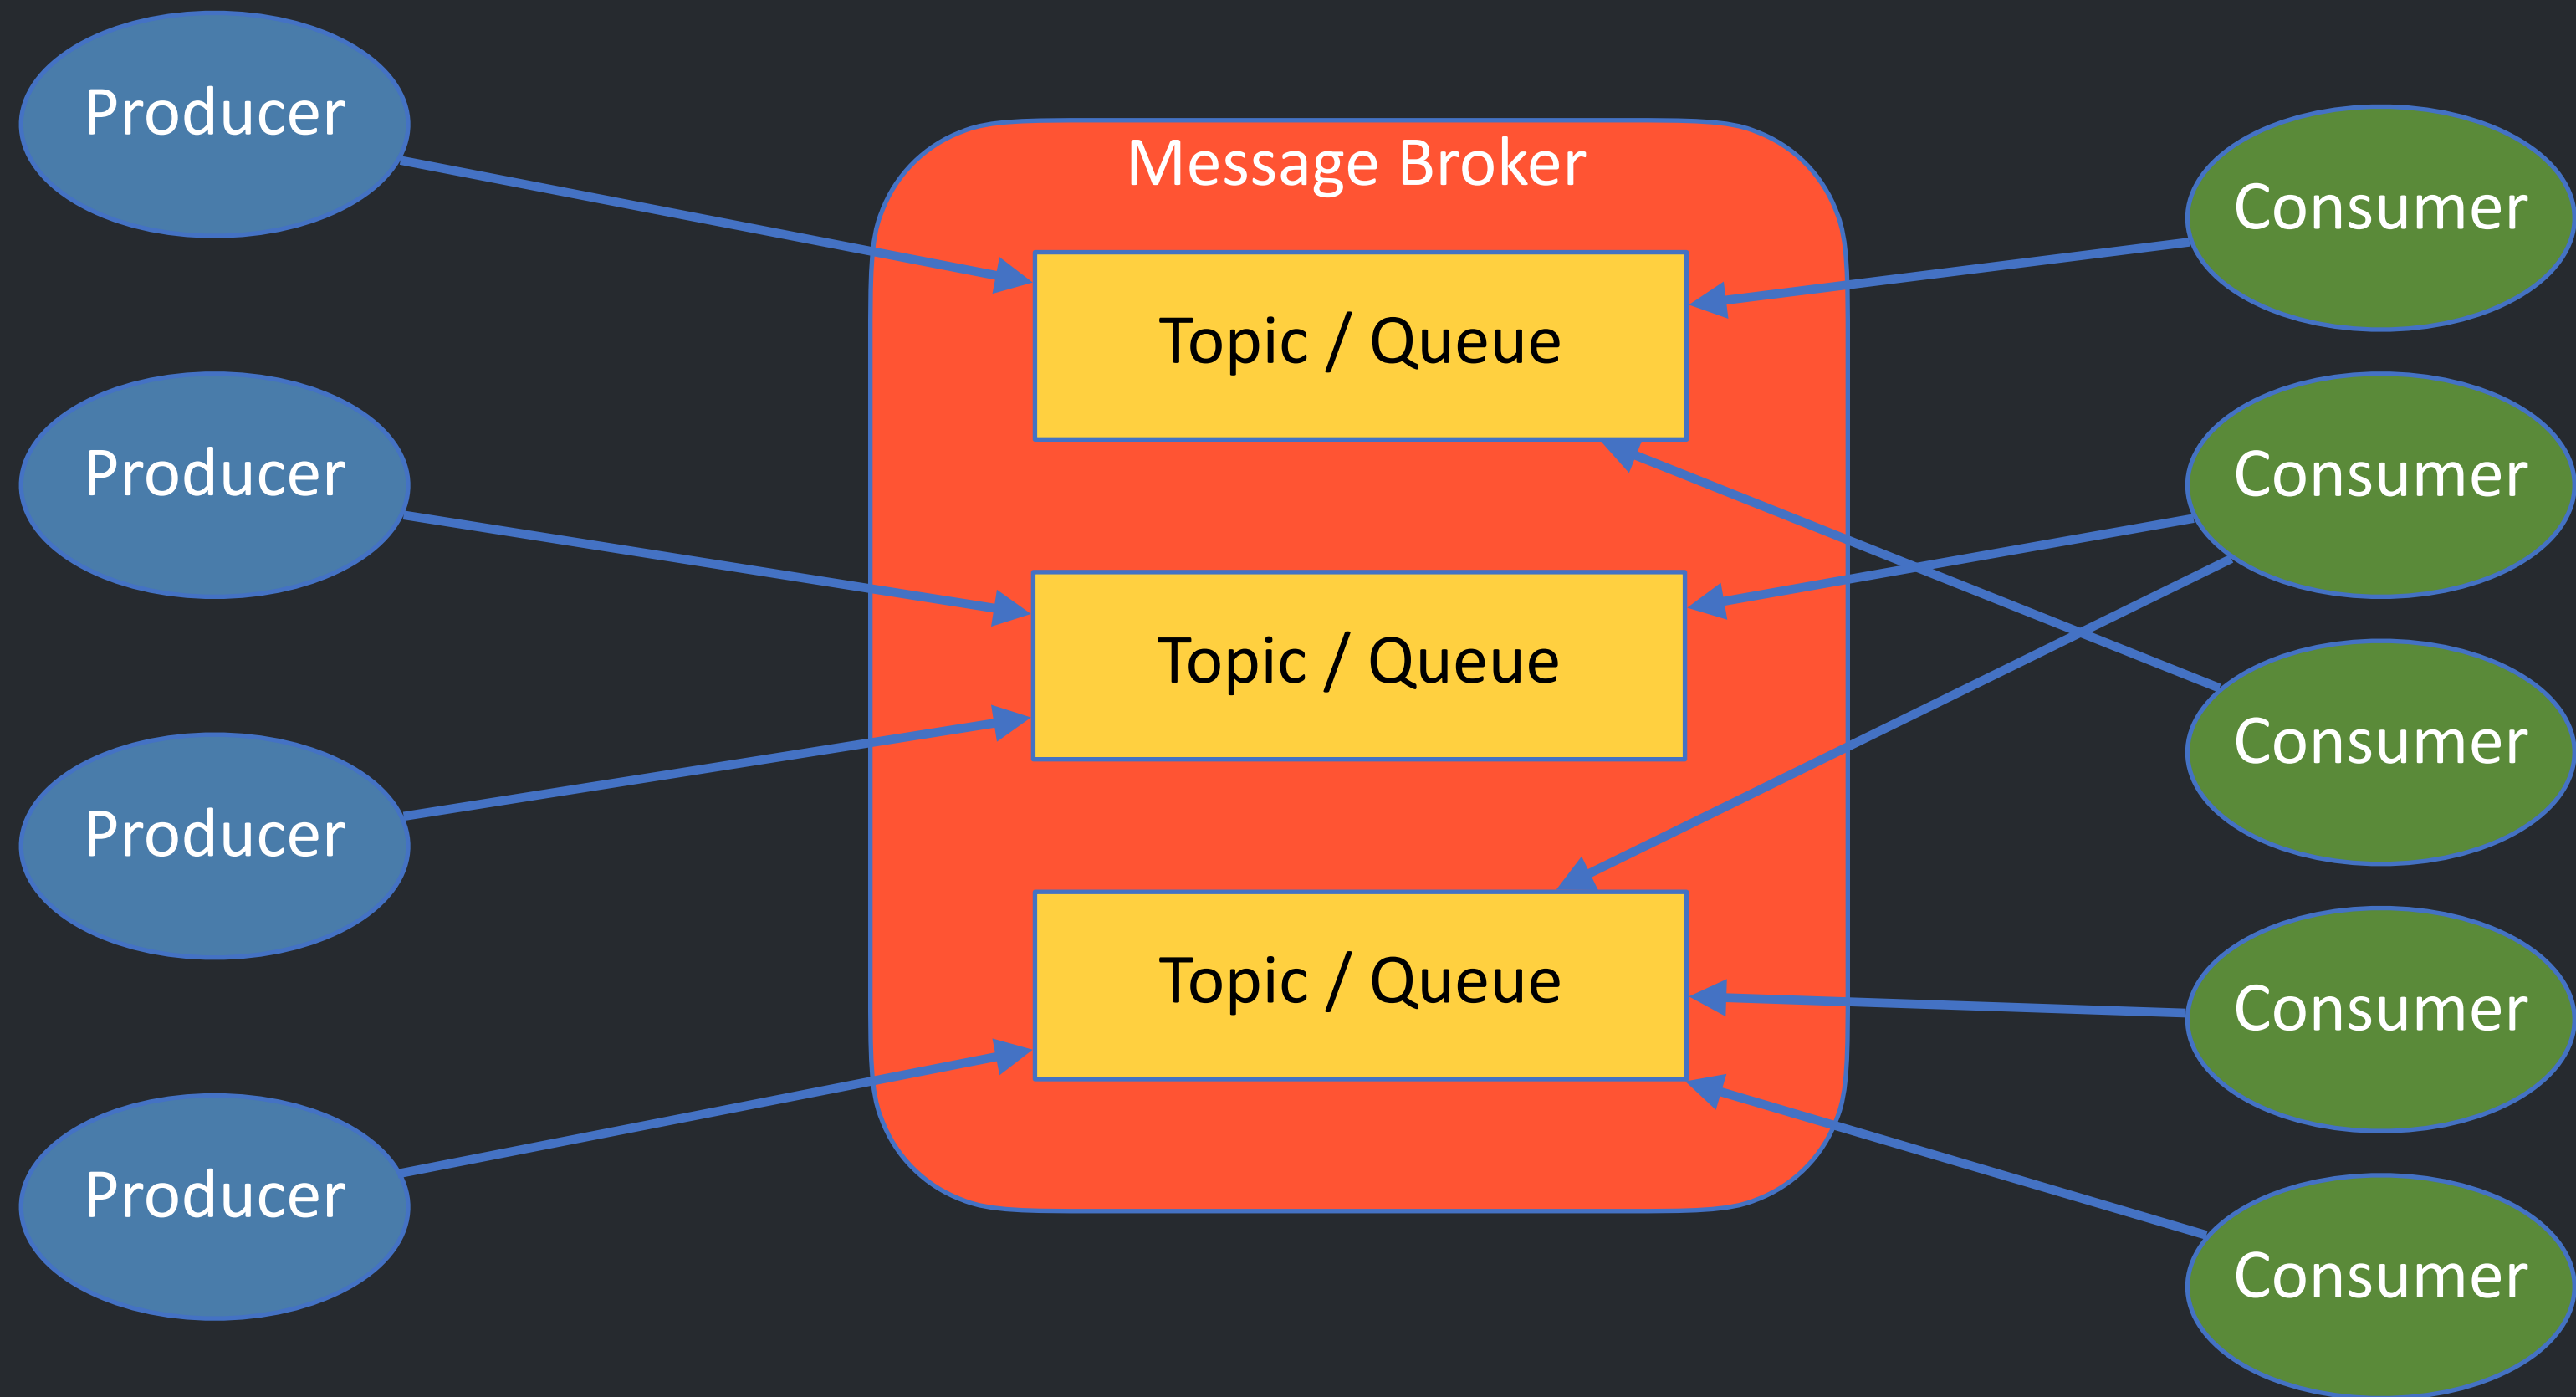 Producer
Producer
Producer
Producer
Message Broker
Topic / Queue
Topic / Queue
Topic / Queue
Consumer
Consumer
Consumer
Consumer
Consumer